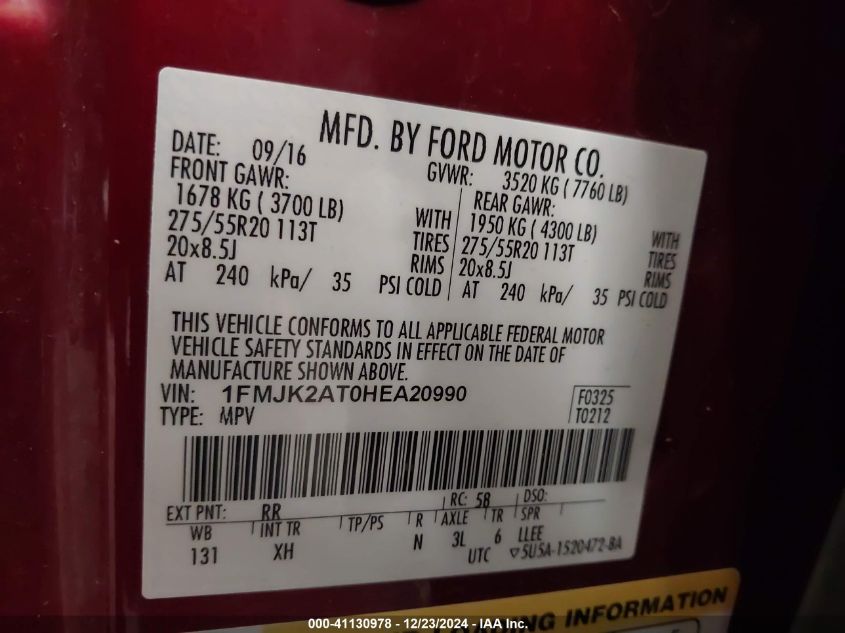 MFD. BY FORD MOTOR CO.
DATE: 09/16
GVWR: 3520 KG ( 7760 LB)
FRONT GAWR:
1678 KG ( 3700 LB) WITH
275/55R20 113T TIRES
20x8.5J RIMS
AT 240 kPa/ 35 PSI COLD
REAR GAWR:
1950 KG ( 4300 LB) WITH
275/55R20 113T TIRES
20x8.5J RIMS
AT 240 kPa/ 35 PSI COLD
THIS VEHICLE CONFORMS TO ALL APPLICABLE FEDERAL MOTOR
VEHICLE SAFETY STANDARDS IN EFFECT ON THE DATE OF
MANUFACTURE SHOWN ABOVE.
VIN: 1FMJK2AT0HEA20990
TYPE: MPV
F0325
T0212
EXT PNT: RR RC: 58 DSO:
WB INT TR TP/PS R AXLE TR SPR
131 XH N 3L 6 LLEE
UTC ▽5U5A-1520472-BA
LOADING INFORMATION
000-41130978 - 12/23/2024 - IAA Inc.